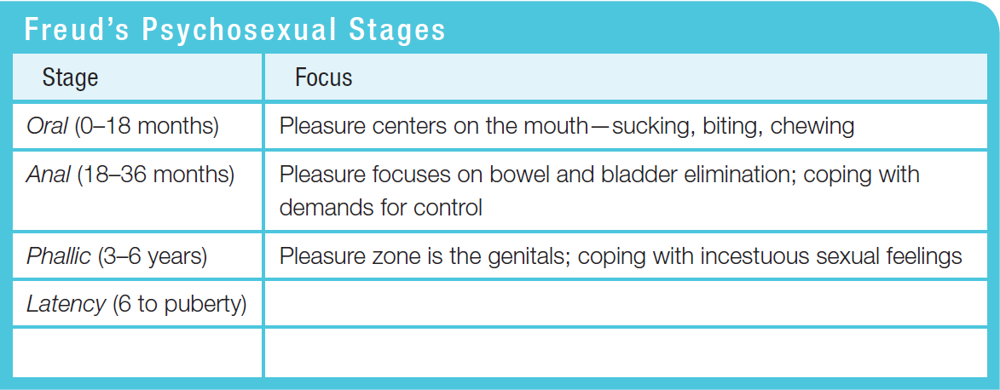 Freud's Psychosexual Stages
Stage Focus
Oral (0–18 months) Pleasure centers on the mouth—sucking, biting, chewing
Anal (18–36 months) Pleasure focuses on bowel and bladder elimination; coping with
demands for control
Phallic (3–6 years) Pleasure zone is the genitals; coping with incestuous sexual feelings
Latency (6 to puberty)